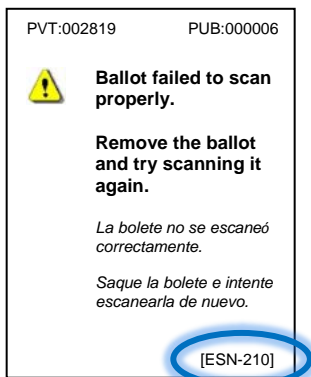 PVT:002819 PUB:000006
Ballot failed to scan
properly.
Remove the ballot
and try scanning it
again.
La bolete no se escaneó
correctamente.
Saque la bolete e intente
escanearla de nuevo.
[ESN-210]